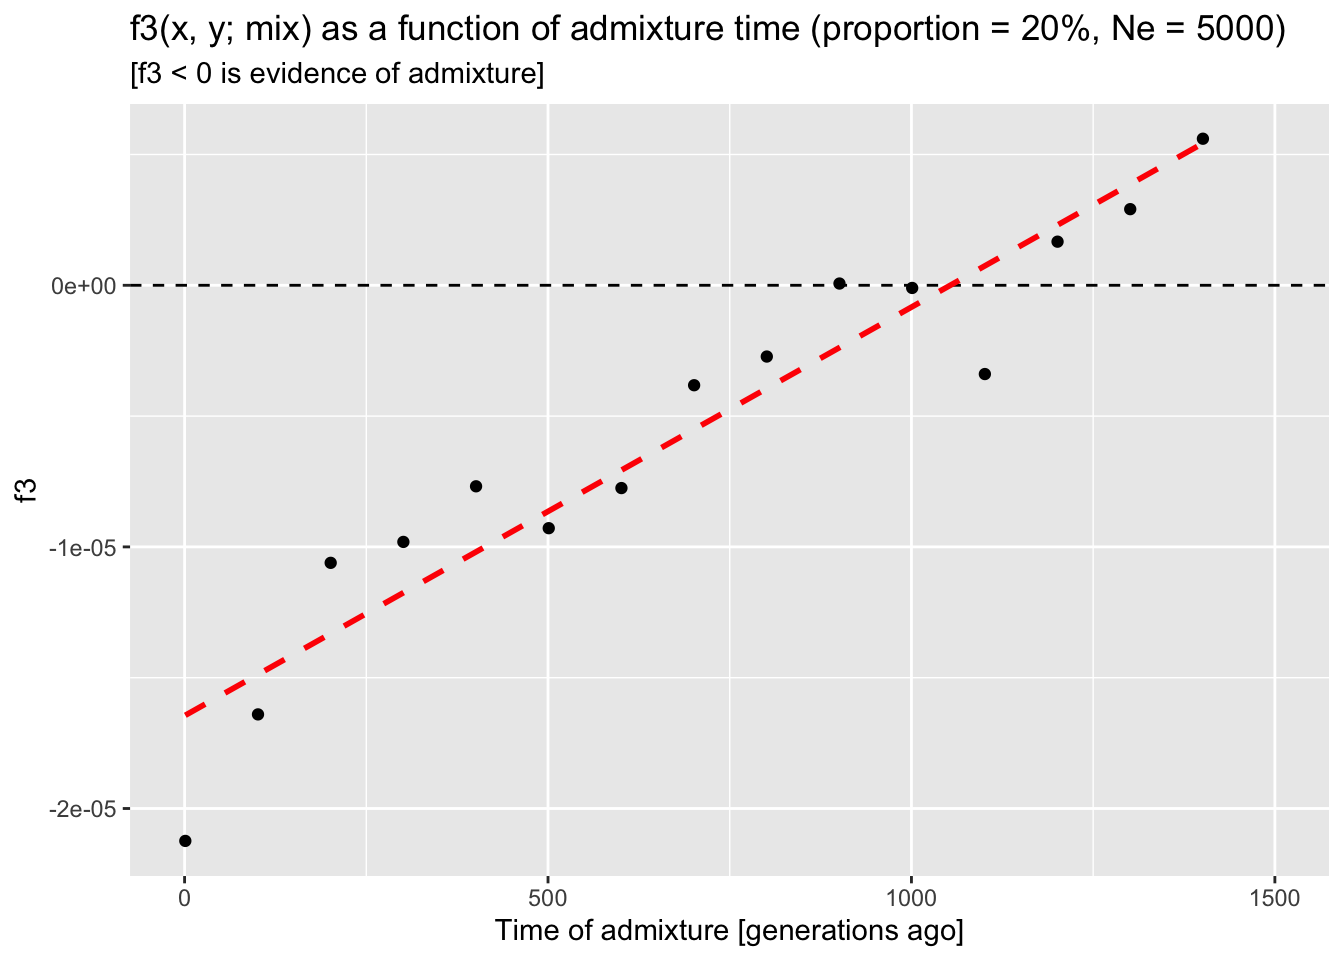 f3(x, y; mix) as a function of admixture time (proportion = 20%, Ne = 5000)
[f3 < 0 is evidence of admixture]
f3
0e+00
-1e-05
-2e-05
0 500 1000 1500
Time of admixture [generations ago]